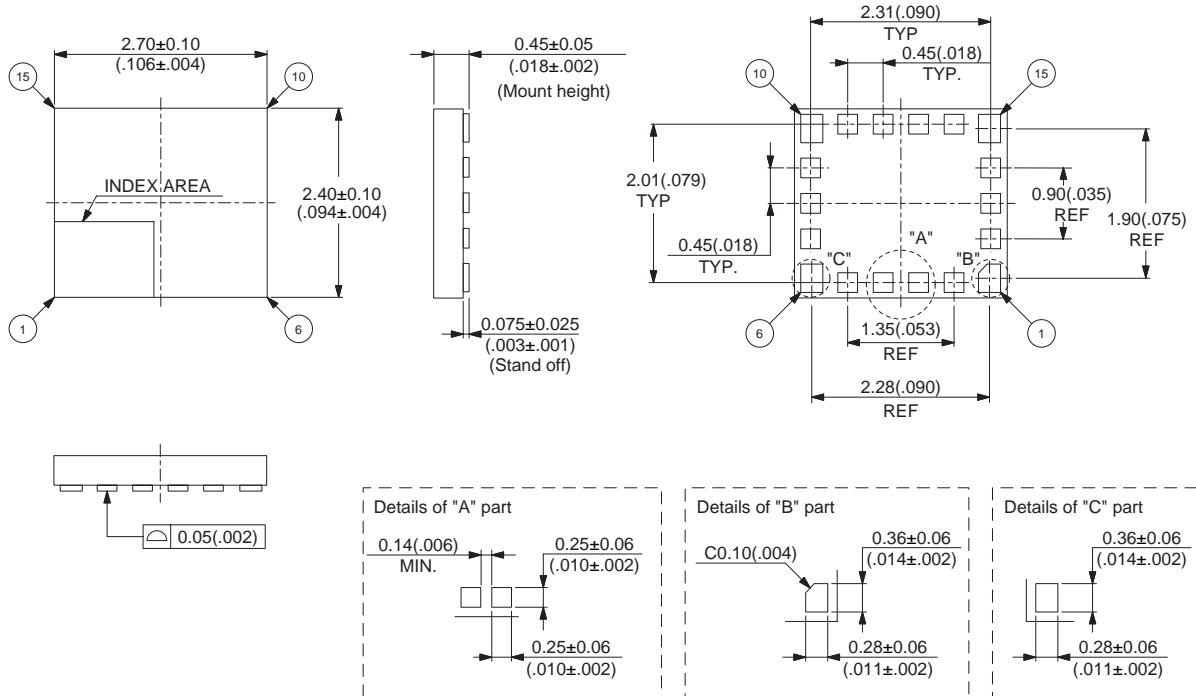 2.70±0.10
(.106±.004)
15
10
INDEX AREA
2.40±0.10
(.094±.004)
1
6
0.45±0.05
(.018±.002)
(Mount height)
0.075±0.025
(.003±.001)
(Stand off)
2.31(.090)
TYP
0.45(.018)
TYP.
10
15
2.01(.079)
TYP
0.45(.018)
TYP.
0.90(.035)
REF
1.90(.075)
REF
"A"
"C"
"B"
6
1
1.35(.053)
REF
2.28(.090)
REF
0.05(.002)
Details of "A" part
0.14(.006)
MIN.
0.25±0.06
(.010±.002)
0.25±0.06
(.010±.002)
Details of "B" part
C0.10(.004)
0.36±0.06
(.014±.002)
0.28±0.06
(.011±.002)
Details of "C" part
0.36±0.06
(.014±.002)
0.28±0.06
(.011±.002)